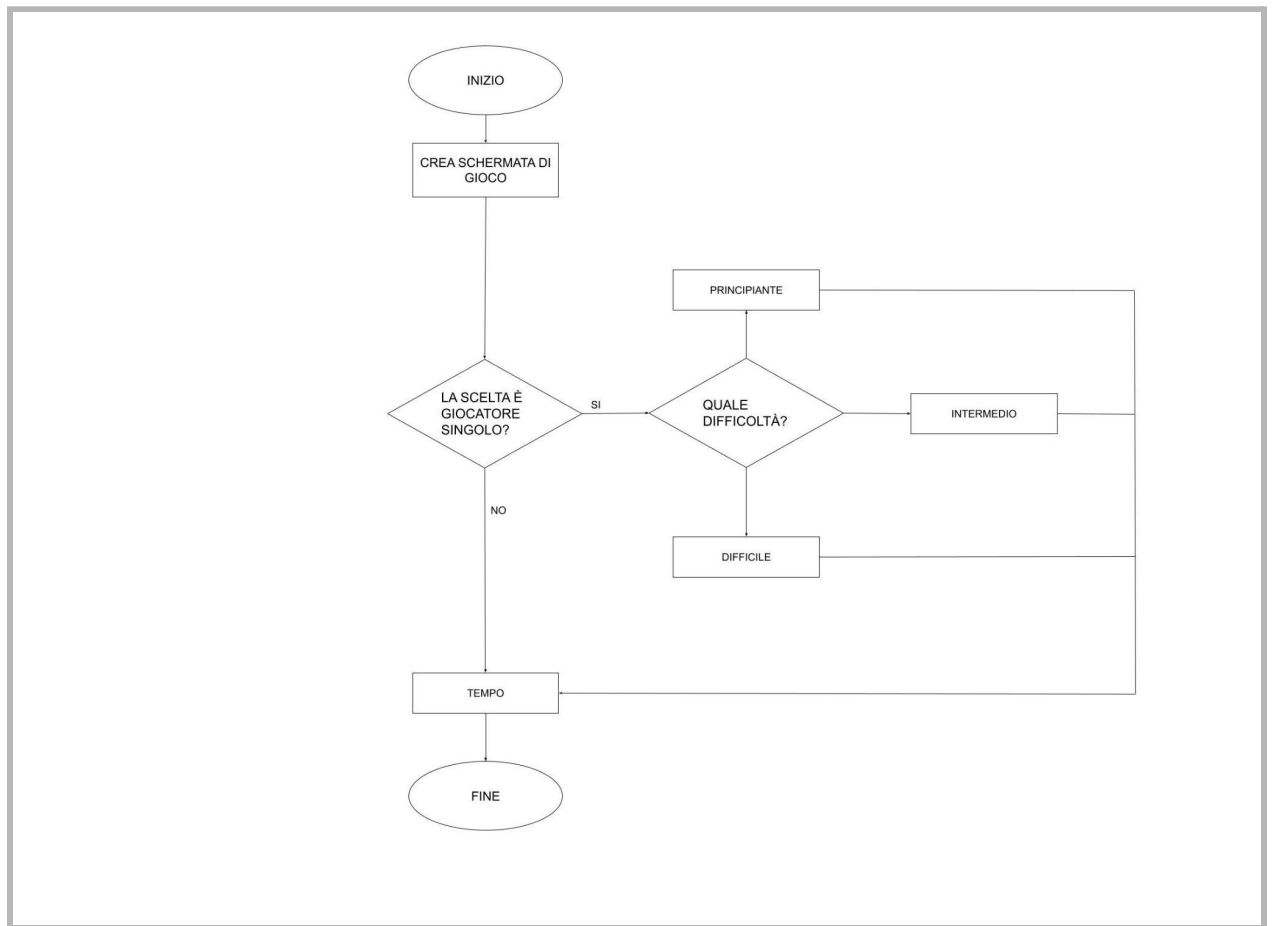 INIZIO
CREA SCHERMATA DI
GIOCO
PRINCIPIANTE
LA SCELTA È
GIOCATORE
SINGOLO?
SI
QUALE
DIFFICOLTÀ?
INTERMEDIO
NO
DIFFICILE
TEMPO
FINE